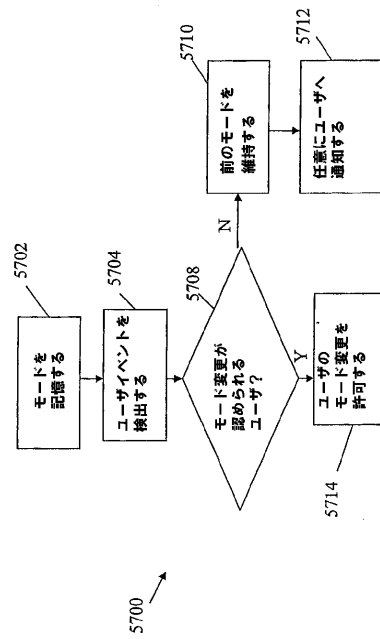 5700
5702
モードを
記憶する
5704
ユーザイベントを
検出する
5708
モード変更が
認められる
ユーザ?
N
Y
5710
前のモードを
維持する
5712
任意にユーザへ
通知する
5714
ユーザの
モード変更を
許可する